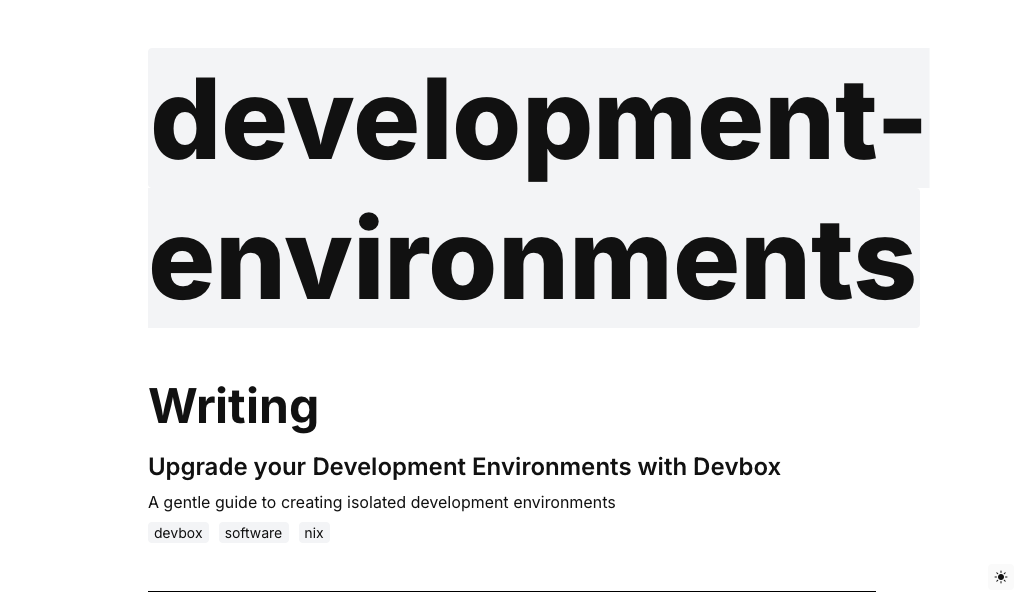 development-
environments
Writing
Upgrade your Development Environments with Devbox
A gentle guide to creating isolated development environments
devbox software nix